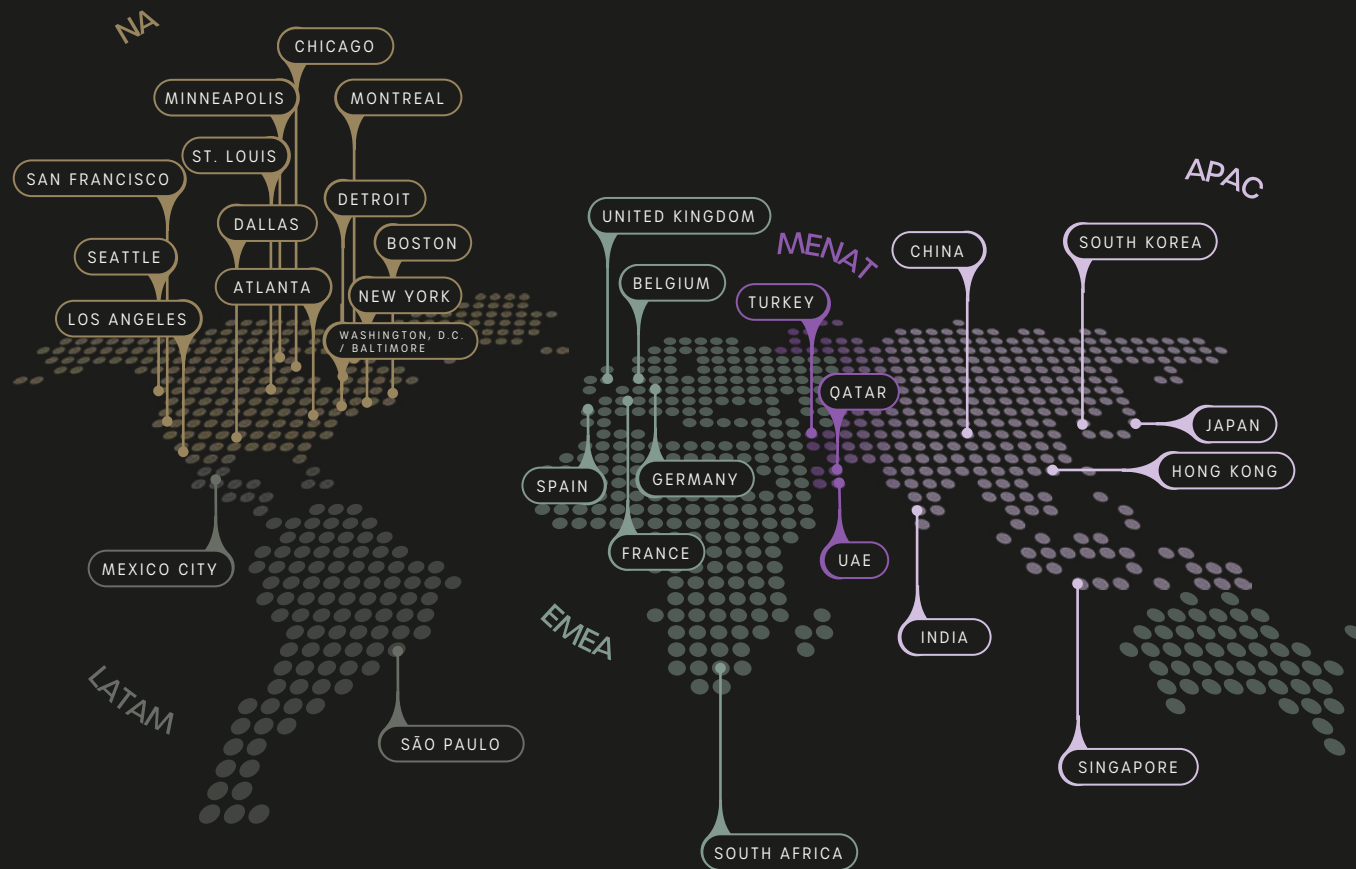 NA
CHICAGO
MINNEAPOLIS
MONTREAL
ST. LOUIS
SAN FRANCISCO
DETROIT
DALLAS
BOSTON
SEATTLE
ATLANTA
NEW YORK
LOS ANGELES
WASHINGTON, D.C.
/ BALTIMORE
MEXICO CITY
LATAM
SÃO PAULO
UNITED KINGDOM
BELGIUM
SPAIN
GERMANY
FRANCE
EMEA
SOUTH AFRICA
MENAT
TURKEY
QATAR
UAE
APAC
CHINA
SOUTH KOREA
JAPAN
HONG KONG
INDIA
SINGAPORE